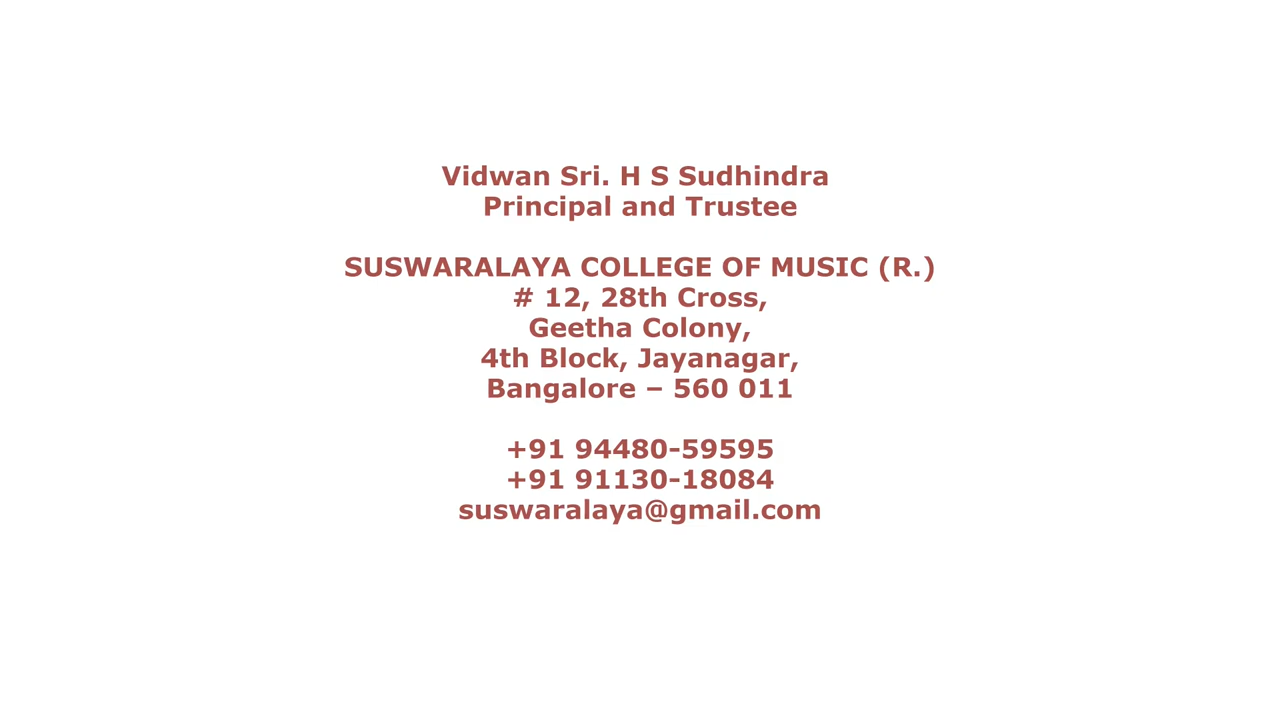 Vidwan Sri. H S Sudhindra
Principal and Trustee
SUSWARALAYA COLLEGE OF MUSIC (R.)
# 12, 28th Cross,
Geetha Colony,
4th Block, Jayanagar,
Bangalore – 560 011
+91 94480-59595
+91 91130-18084
suswaralaya@gmail.com